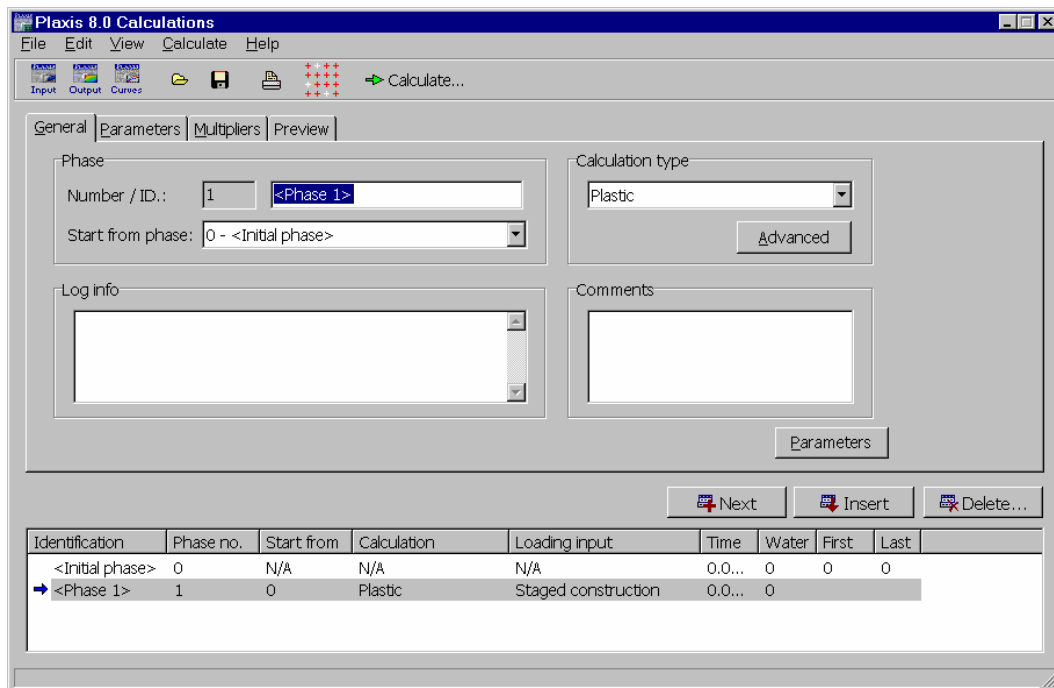 Plaxis 8.0 Calculations
File Edit View Calculate Help
Input Output Curves Calculate...
General Parameters Multipliers Preview
Phase
Number / ID.: 1 <Phase 1>
Start from phase: 0 - <Initial phase>
Calculation type
Plastic
Advanced
Log info
Comments
Parameters
Next Insert Delete...
Identification Phase no. Start from Calculation Loading input Time Water First Last
<Initial phase> 0 N/A N/A N/A 0.0... 0 0 0
<Phase 1> 1 0 Plastic Staged construction 0.0... 0